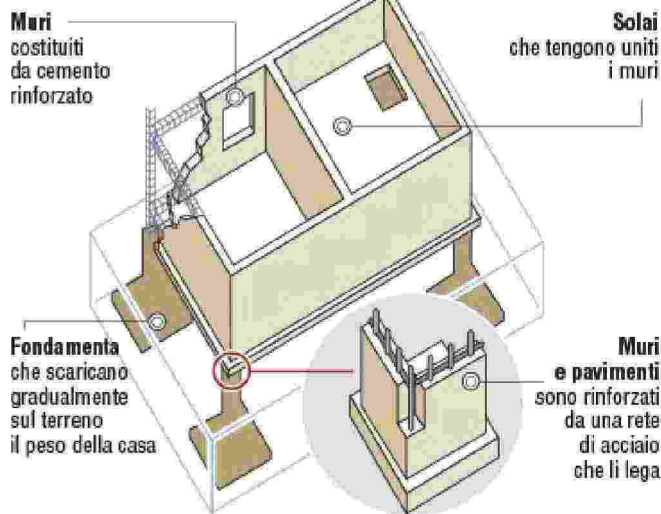 Muri
costituiti
da cemento
rinforzato
Solai
che tengono uniti
i muri
Fondamenta
che scaricano
gradualmente
sul terreno
il peso della casa
Muri
e pavimenti
sono rinforzati
da una rete
di acciaio
che li lega